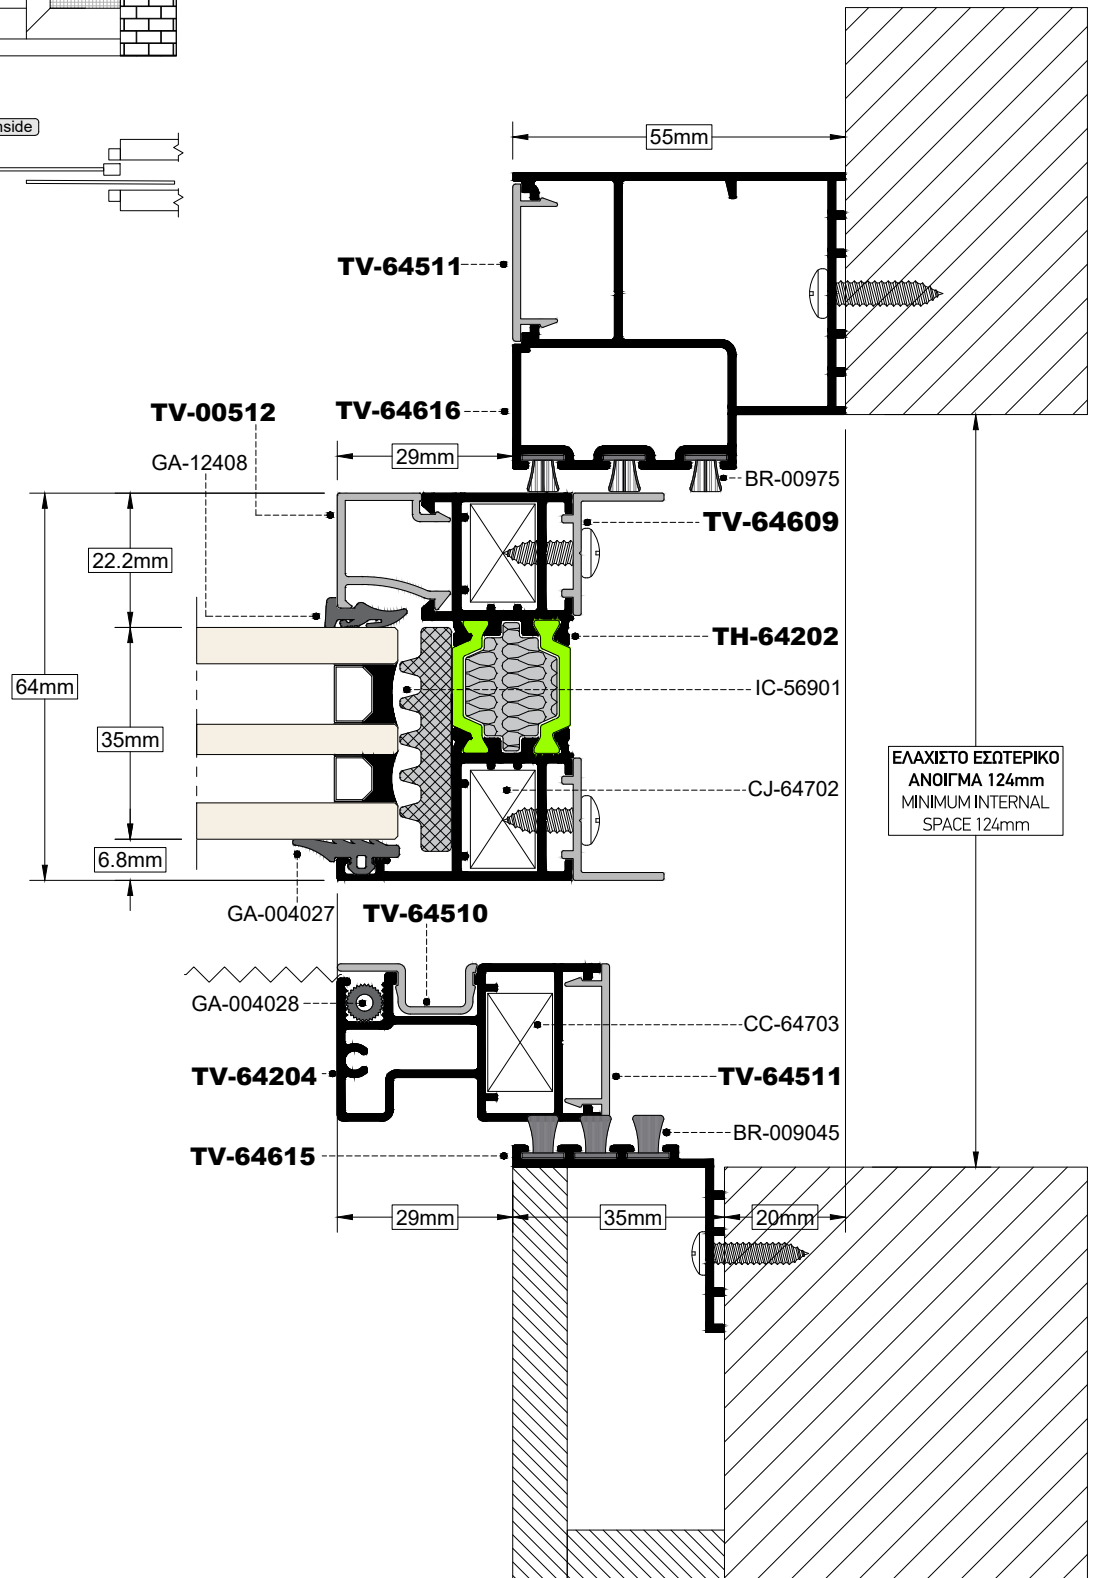 nside
55mm
TV-64511
TV-00512
TV-64616
GA-12408
29mm
BR-00975
TV-64609
22.2mm
TH-64202
64mm
IC-56901
35mm
ΕΛΑΧΙΣΤΟ ΕΣΩΤΕΡΙΚΟ
ΑΝΟΙΓΜΑ 124mm
MINIMUM INTERNAL
SPACE 124mm
CJ-64702
6.8mm
GA-004027
TV-64510
GA-004028
CC-64703
TV-64204
TV-64511
BR-009045
TV-64615
29mm
35mm
20mm